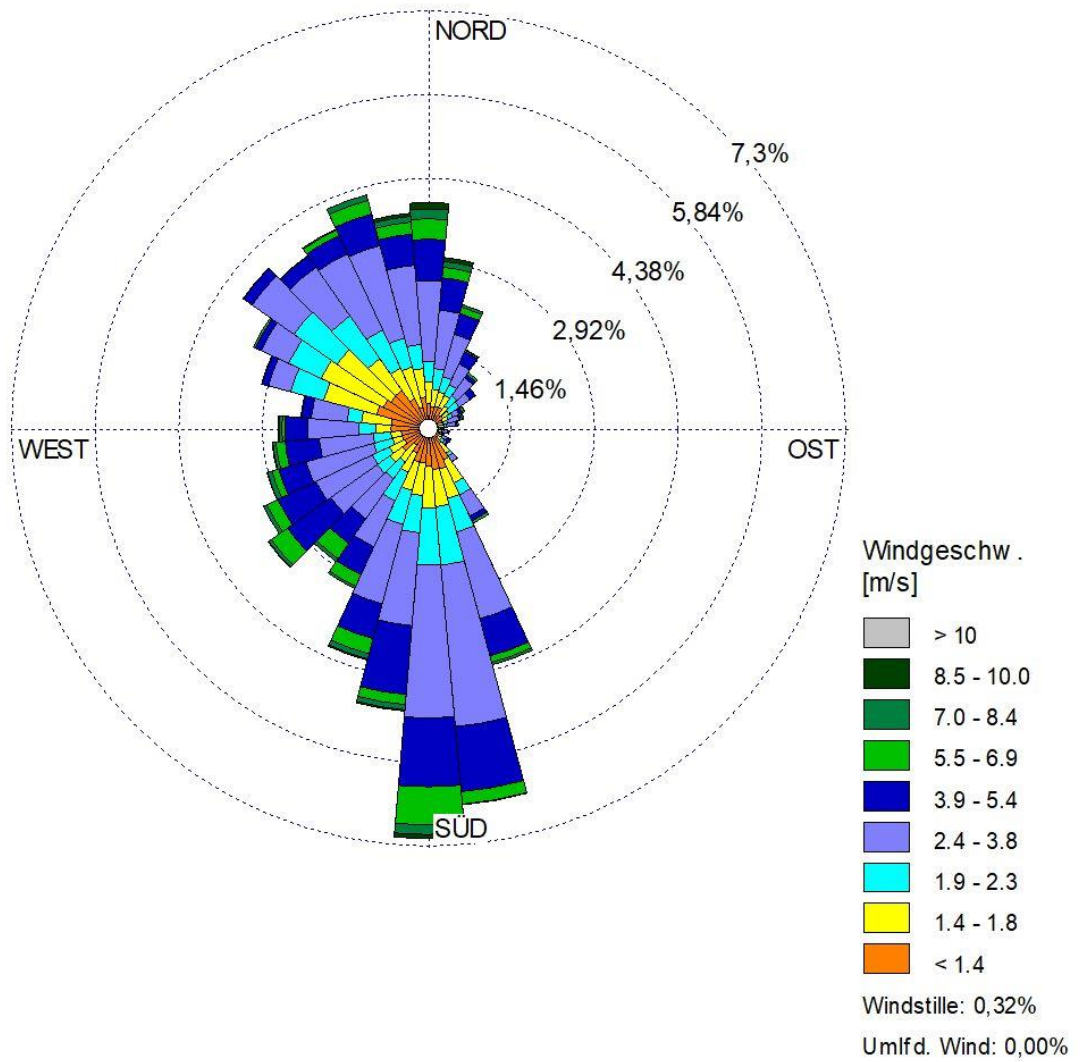 NORD
7,3%
5,84%
4,38%
2,92%
1,46%
WEST
OST
SÜD
Windgeschw .
[m/s]
> 10
8.5 - 10.0
7.0 - 8.4
5.5 - 6.9
3.9 - 5.4
2.4 - 3.8
1.9 - 2.3
1.4 - 1.8
< 1.4
Windstille: 0,32%
Umlfd. Wind: 0,00%